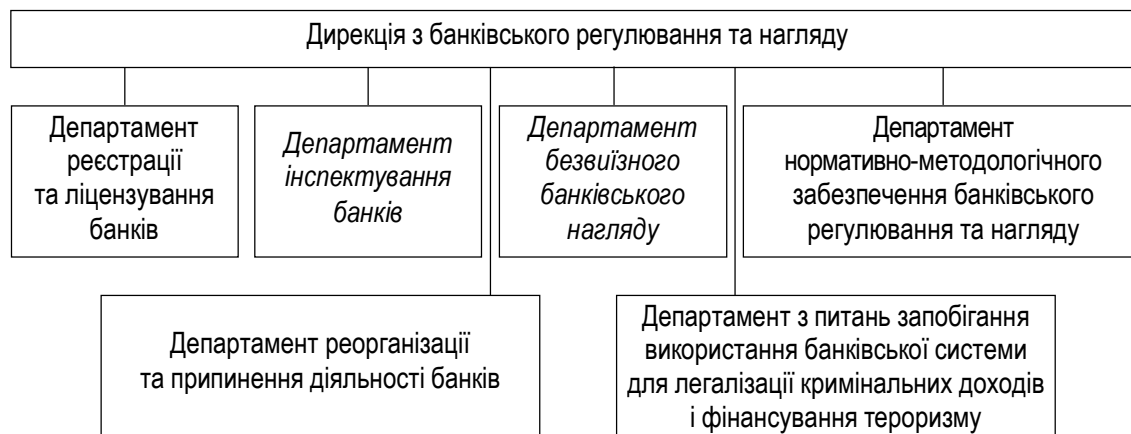 Дирекція з банківського регулювання та нагляду
Департамент
реєстрації
та ліцензування
банків
Департамент
інспектування
банків
Департамент
безвиїзного
банківського
нагляду
Департамент
нормативно-методологічного
забезпечення банківського
регулювання та нагляду
Департамент реорганізації
та припинення діяльності банків
Департамент з питань запобігання
використання банківської системи
для легалізації кримінальних доходів
і фінансування тероризму